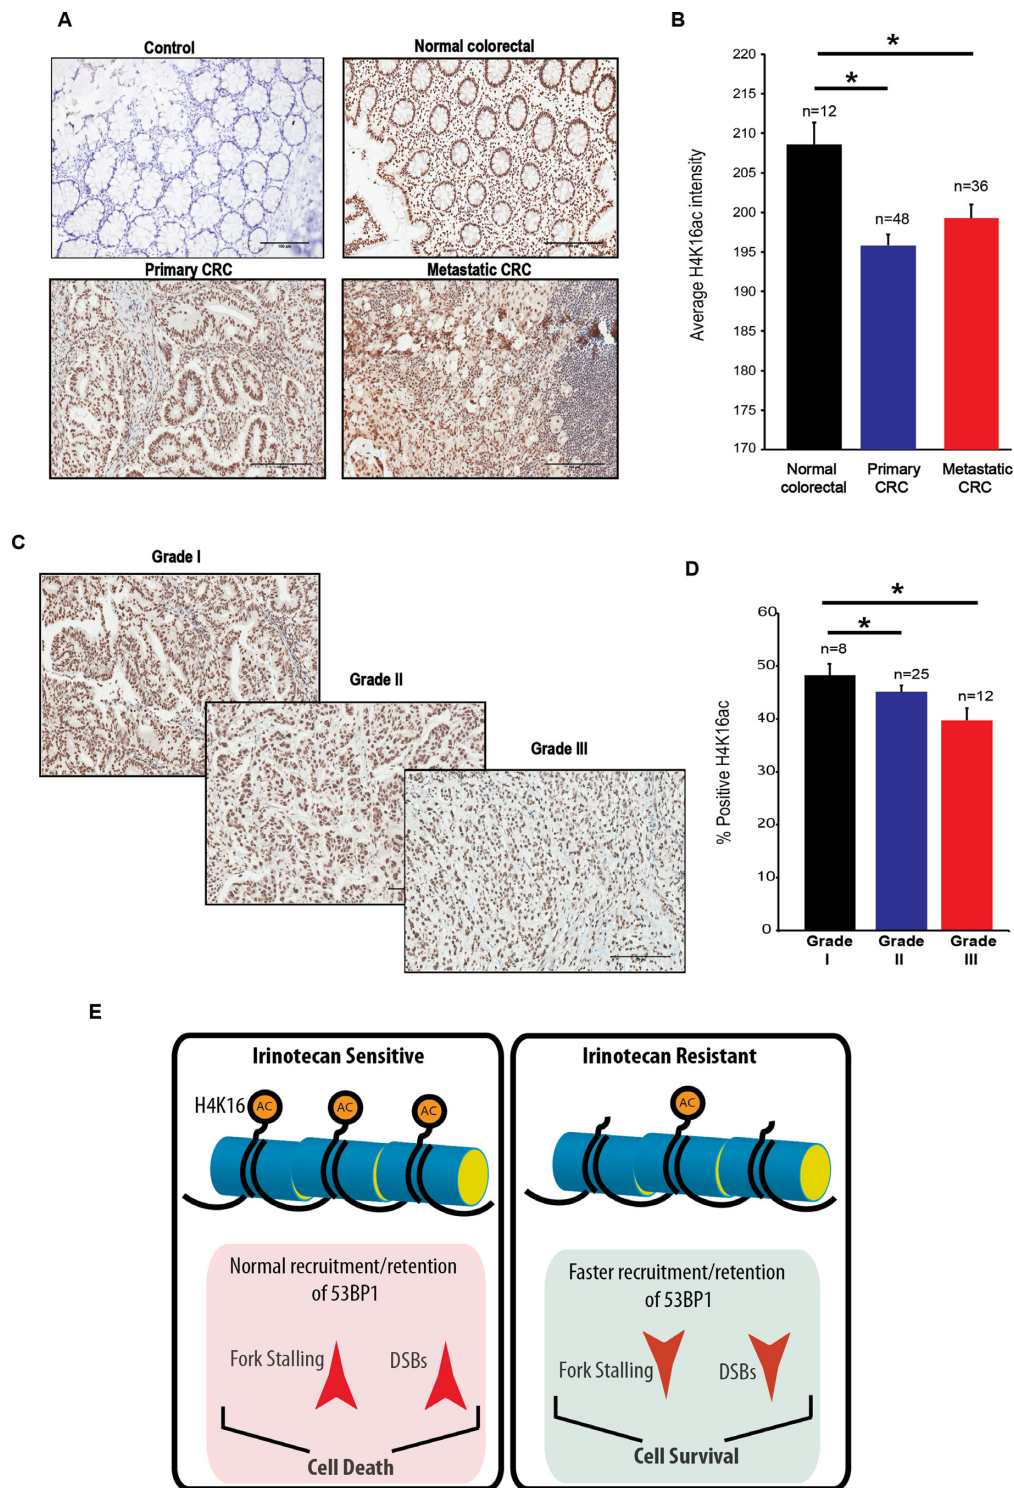 A
Control
Normal colorectal
100 µm
Primary CRC
Metastatic CRC
B
220
215
210
205
200
195
190
185
180
175
170
Average H4K16ac intensity
*
*
n=12
n=48
n=36
Normal colorectal
Primary CRC
Metastatic CRC
C
Grade I
Grade II
Grade III
D
60
50
40
30
20
10
0
% Positive H4K16ac
*
*
n=8
n=25
n=12
Grade I
Grade II
Grade III
E
Irinotecan Sensitive
H4K16
AC
AC
AC
Normal recruitment/retention
of 53BP1
Fork Stalling
DSBs
Cell Death
Irinotecan Resistant
AC
Faster recruitment/retention
of 53BP1
Fork Stalling
DSBs
Cell Survival